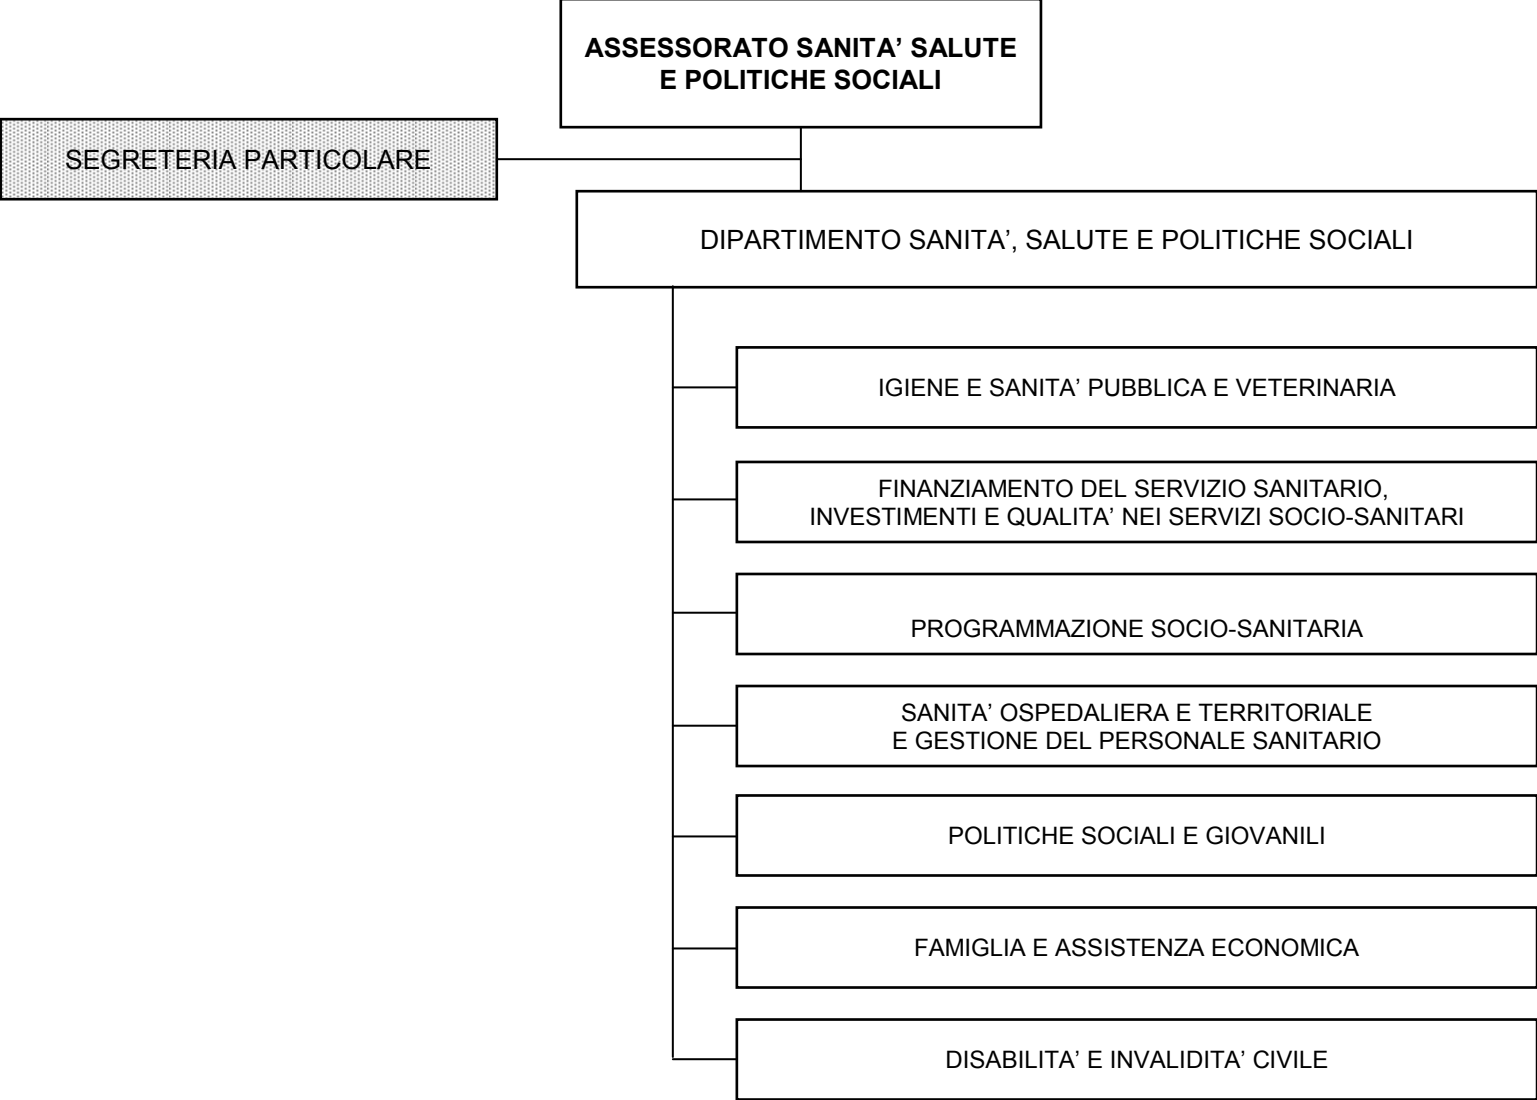 ASSESSORATO SANITA’ SALUTE
E POLITICHE SOCIALI
SEGRETERIA PARTICOLARE
DIPARTIMENTO SANITA’, SALUTE E POLITICHE SOCIALI
IGIENE E SANITA’ PUBBLICA E VETERINARIA
FINANZIAMENTO DEL SERVIZIO SANITARIO,
INVESTIMENTI E QUALITA’ NEI SERVIZI SOCIO-SANITARI
PROGRAMMAZIONE SOCIO-SANITARIA
SANITA’ OSPEDALIERA E TERRITORIALE
E GESTIONE DEL PERSONALE SANITARIO
POLITICHE SOCIALI E GIOVANILI
FAMIGLIA E ASSISTENZA ECONOMICA
DISABILITA’ E INVALIDITA’ CIVILE